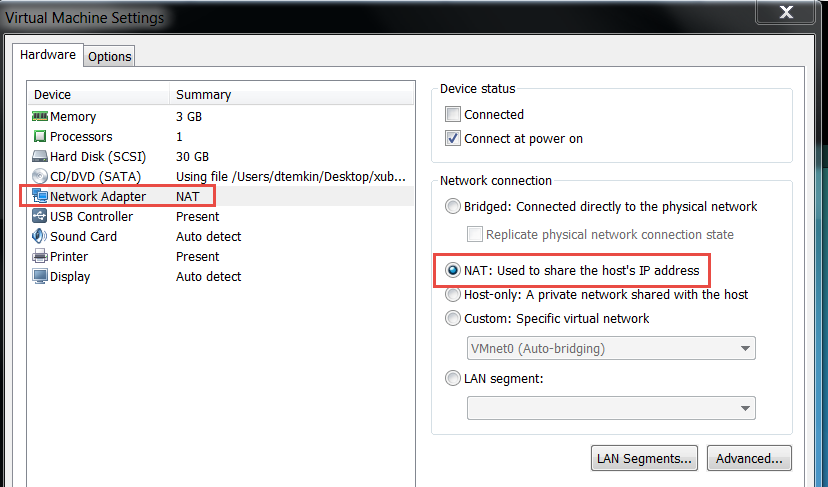 Virtual Machine Settings
X
Hardware
Options
Device Summary
Memory 3 GB
Processors 1
Hard Disk (SCSI) 30 GB
CD/DVD (SATA) Using file /Users/dtemkin/Desktop/xub...
Network Adapter NAT
USB Controller Present
Sound Card Auto detect
Printer Present
Display Auto detect
Device status
Connected
Connect at power on
Network connection
Bridged: Connected directly to the physical network
Replicate physical network connection state
NAT: Used to share the host's IP address
Host-only: A private network shared with the host
Custom: Specific virtual network
VMnet0 (Auto-bridging)
LAN segment:
LAN Segments...
Advanced...